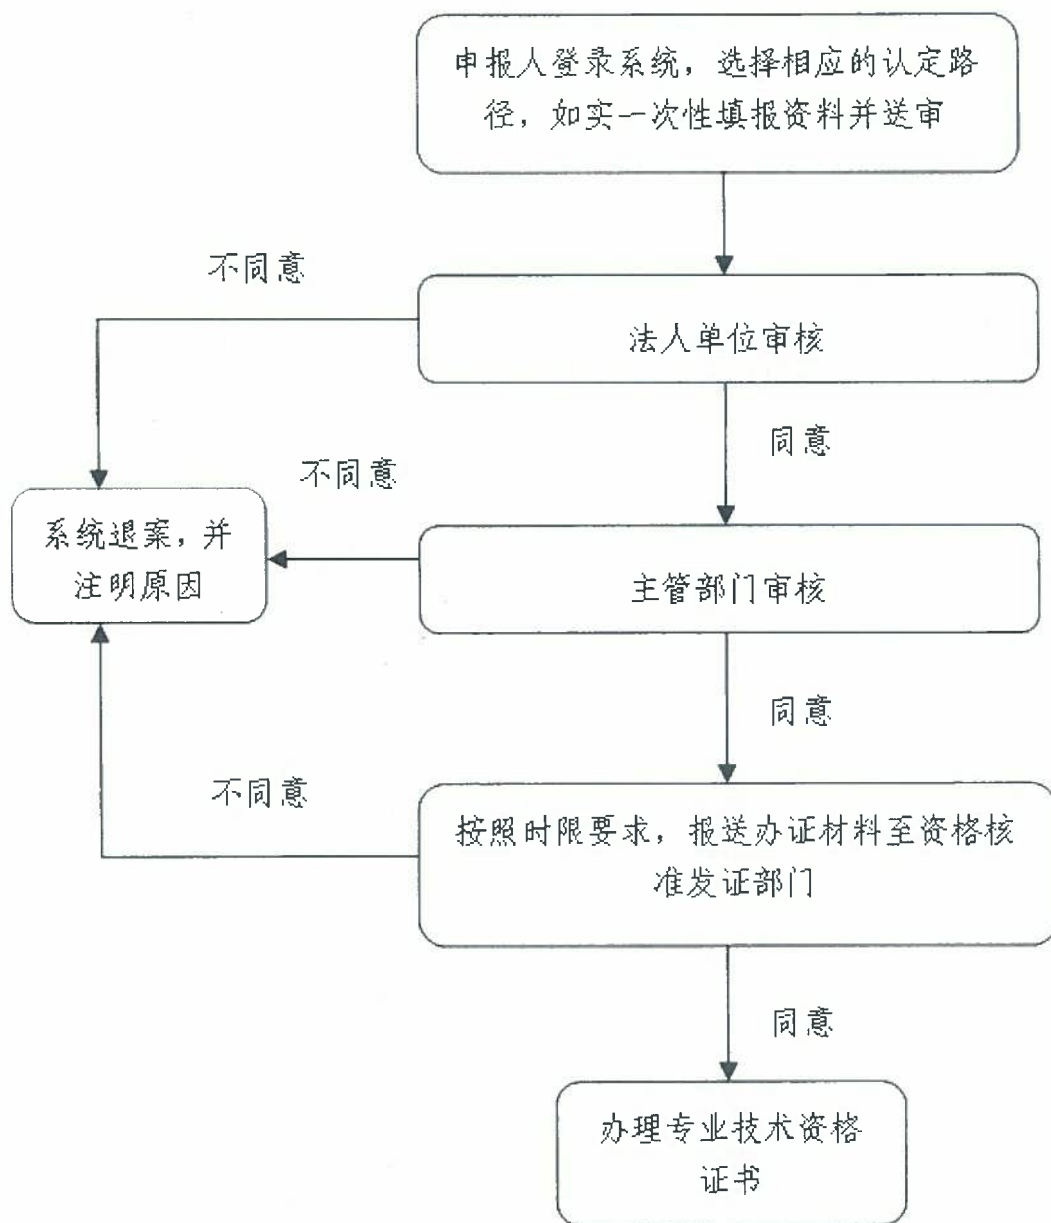 申报人登录系统，选择相应的认定路
径，如实一次性填报资料并送审
不同意
法人单位审核
同意
不同意
系统退案，并
注明原因
主管部门审核
同意
不同意
按照时限要求，报送办证材料至资格核
准发证部门
同意
办理专业技术资格
证书